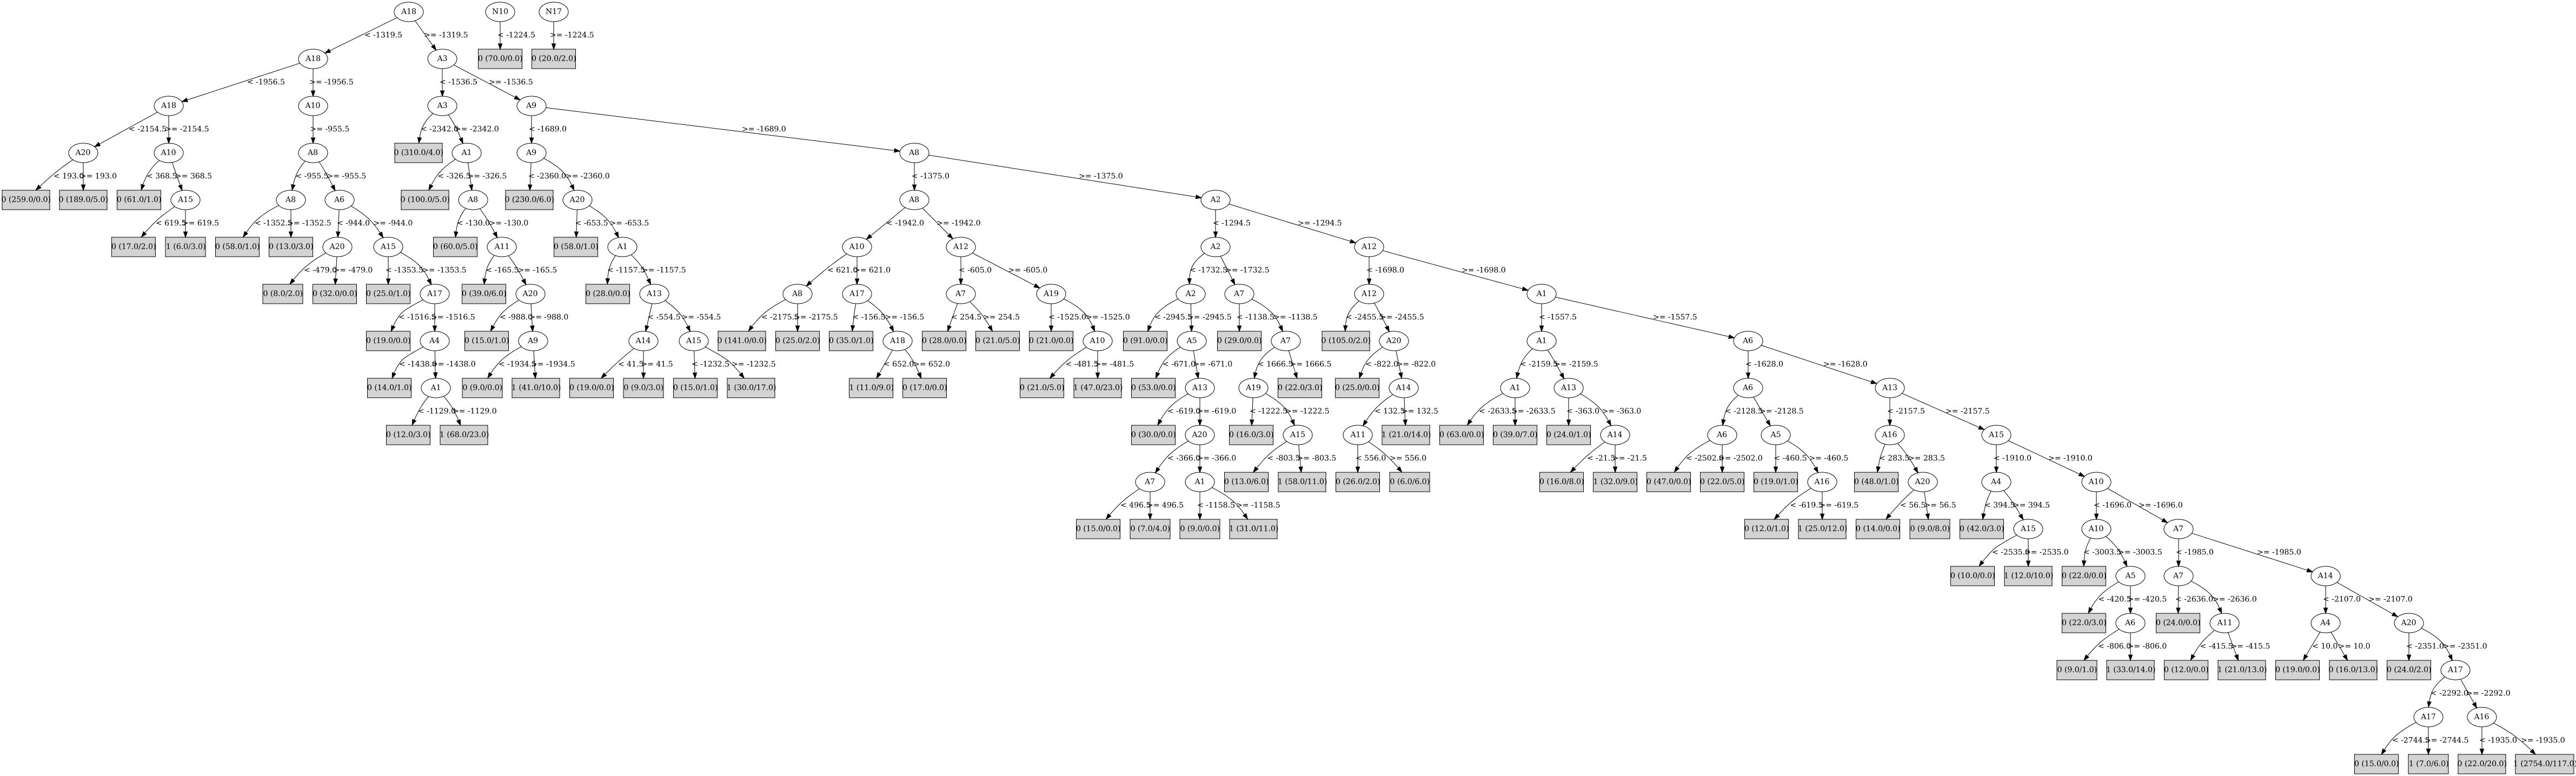 A18 N10 N17
< -1319.5 >= -1319.5 < -1224.5 >= -1224.5
A18 A3 0 (70.0/0.0) 0 (20.0/2.0)
< -1956.5 >= -1956.5 < -1536.5 >= -1536.5
A18 A10 A3 A9
< -2154.5 >= -2154.5 >= -955.5 < -2342.0 >= -2342.0 < -1689.0 >= -1689.0
A20 A10 A8 0 (310.0/4.0) A1 A9 A8
< 193.0 >= 193.0 < 368.5 >= 368.5 < -955.5 >= -955.5 < -326.5 >= -326.5 < -2360.0 >= -2360.0 < -1375.0 >= -1375.0
0 (259.0/0.0) 0 (189.0/5.0) 0 (61.0/1.0) A15 A8 A6 0 (100.0/5.0) A8 0 (230.0/6.0) A20 A8 A2
< 619.5 >= 619.5 < -1352.5 >= -1352.5 < -944.0 >= -944.0 < -130.0 >= -130.0 < -653.5 >= -653.5 < -1942.0 >= -1942.0 < -1294.5 >= -1294.5
0 (17.0/2.0) 1 (6.0/3.0) 0 (58.0/1.0) 0 (13.0/3.0) A20 A15 0 (60.0/5.0) A11 0 (58.0/1.0) A1 A10 A12 A2 A12
< -479.0 >= -479.0 < -1353.5 >= -1353.5 < -165.5 >= -165.5 < -1157.5 >= -1157.5 < 621.0 >= 621.0 < -605.0 >= -605.0 < -1732.5 >= -1732.5 < -1698.0 >= -1698.0
0 (8.0/2.0) 0 (32.0/0.0) 0 (25.0/1.0) A17 0 (39.0/6.0) A20 0 (28.0/0.0) A13 A8 A17 A7 A19 A2 A7 A12 A1
< -1516.5 >= -1516.5 < -988.0 >= -988.0 < -554.5 >= -554.5 < -2175.5 >= -2175.5 < -156.5 >= -156.5 < 254.5 >= 254.5 < -1525.0 >= -1525.0 < -2945.5 >= -2945.5 < -1138.5 >= -1138.5 < -2455.5 >= -2455.5 < -1557.5 >= -1557.5
0 (19.0/0.0) A4 0 (15.0/1.0) A9 A14 A15 0 (141.0/0.0) 0 (25.0/2.0) 0 (35.0/1.0) A18 0 (28.0/0.0) 0 (21.0/5.0) 0 (21.0/0.0) A10 0 (91.0/0.0) A5 0 (29.0/0.0) A7 0 (105.0/2.0) A20 A1 A6
< -1438.0 >= -1438.0 < -1934.5 >= -1934.5 < 41.5 >= 41.5 < -1232.5 >= -1232.5 < 652.0 >= 652.0 < -481.5 >= -481.5 < -671.0 >= -671.0 < 1666.5 >= 1666.5 < -822.0 >= -822.0 < -2159.5 >= -2159.5 < -1628.0 >= -1628.0
0 (14.0/1.0) A1 0 (9.0/0.0) 1 (41.0/10.0) 0 (19.0/0.0) 0 (9.0/3.0) 0 (15.0/1.0) 1 (30.0/17.0) 1 (11.0/9.0) 0 (17.0/0.0) 0 (21.0/5.0) 1 (47.0/23.0) 0 (53.0/0.0) A13 A19 0 (22.0/3.0) 0 (25.0/0.0) A14 A1 A13 A6 A13
< -1129.0 >= -1129.0 < -619.0 >= -619.0 < -1222.5 >= -1222.5 < 132.5 >= 132.5 < -2633.5 >= -2633.5 < -363.0 >= -363.0 < -2128.5 >= -2128.5 < -2157.5 >= -2157.5
0 (12.0/3.0) 1 (68.0/23.0) 0 (30.0/0.0) A20 0 (16.0/3.0) A15 A11 1 (21.0/14.0) 0 (63.0/0.0) 0 (39.0/7.0) 0 (24.0/1.0) A14 A6 A5 A16 A15
< -366.0 >= -366.0 < -803.5 >= -803.5 < 556.0 >= 556.0 < -21.5 >= -21.5 < -2502.0 >= -2502.0 < -460.5 >= -460.5 < 283.5 >= 283.5 < -1910.0 >= -1910.0
A7 A1 0 (13.0/6.0) 1 (58.0/11.0) 0 (26.0/2.0) 0 (6.0/6.0) 0 (16.0/8.0) 1 (32.0/9.0) 0 (47.0/0.0) 0 (22.0/5.0) 0 (19.0/1.0) A16 0 (48.0/1.0) A20 A4 A10
< 496.5 >= 496.5 < -1158.5 >= -1158.5 < -619.5 >= -619.5 < 56.5 >= 56.5 < 394.5 >= 394.5 < -1696.0 >= -1696.0
0 (15.0/0.0) 0 (7.0/4.0) 0 (9.0/0.0) 1 (31.0/11.0) 0 (12.0/1.0) 1 (25.0/12.0) 0 (14.0/0.0) 0 (9.0/8.0) 0 (42.0/3.0) A15 A10 A7
< -2535.0 >= -2535.0 < -3003.5 >= -3003.5 < -1985.0 >= -1985.0
0 (10.0/0.0) 1 (12.0/10.0) 0 (22.0/0.0) A5 A7 A14
< -420.5 >= -420.5 < -2636.0 >= -2636.0 < -2107.0 >= -2107.0
0 (22.0/3.0) A6 0 (24.0/0.0) A11 A4 A20
< -806.0 >= -806.0 < -415.5 >= -415.5 < 10.0 >= 10.0 < -2351.0 >= -2351.0
0 (9.0/1.0) 1 (33.0/14.0) 0 (12.0/0.0) 1 (21.0/13.0) 0 (19.0/0.0) 0 (16.0/13.0) 0 (24.0/2.0) A17
< -2292.0 >= -2292.0
A17 A16
< -2744.5 >= -2744.5 < -1935.0 >= -1935.0
0 (15.0/0.0) 1 (7.0/6.0) 0 (22.0/20.0) 1 (2754.0/117.0)